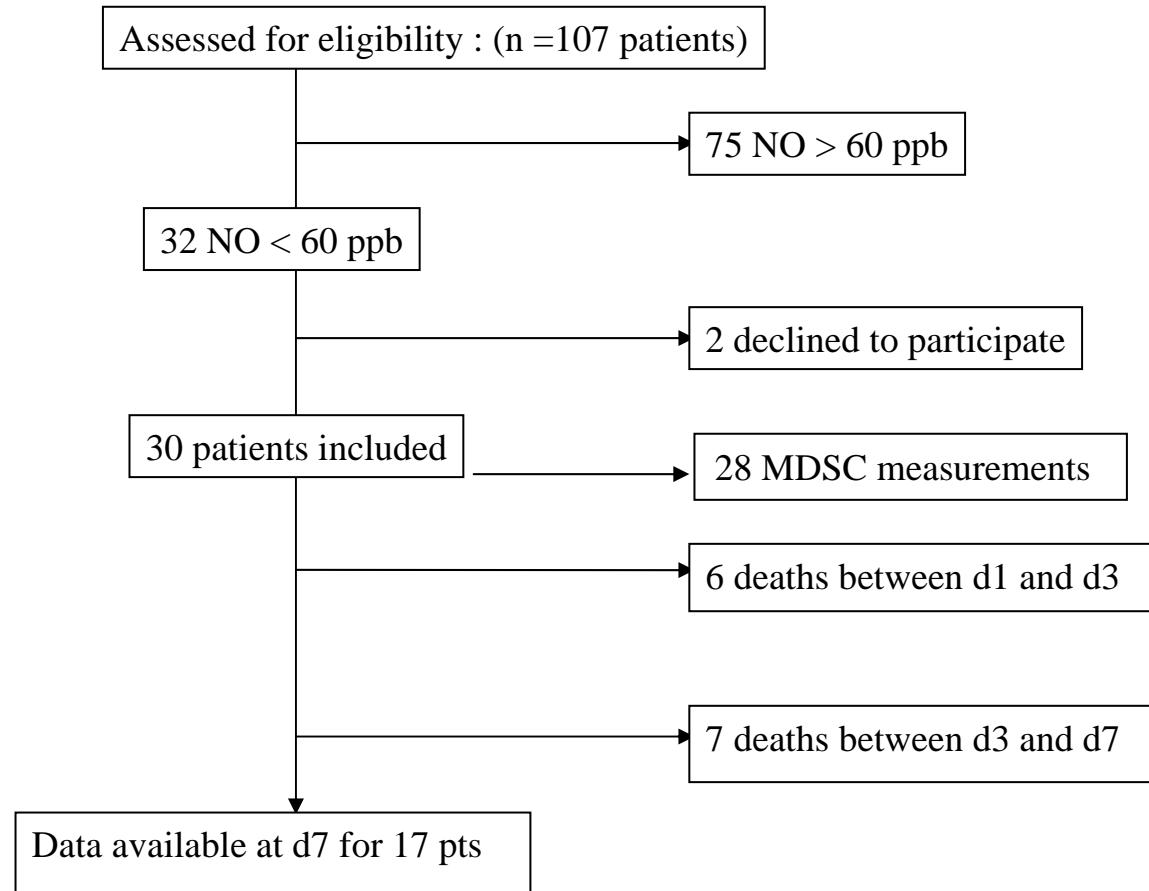 Assessed for eligibility : (n =107 patients)
75 NO > 60 ppb
32 NO < 60 ppb
2 declined to participate
30 patients included
28 MDSC measurements
6 deaths between d1 and d3
7 deaths between d3 and d7
Data available at d7 for 17 pts